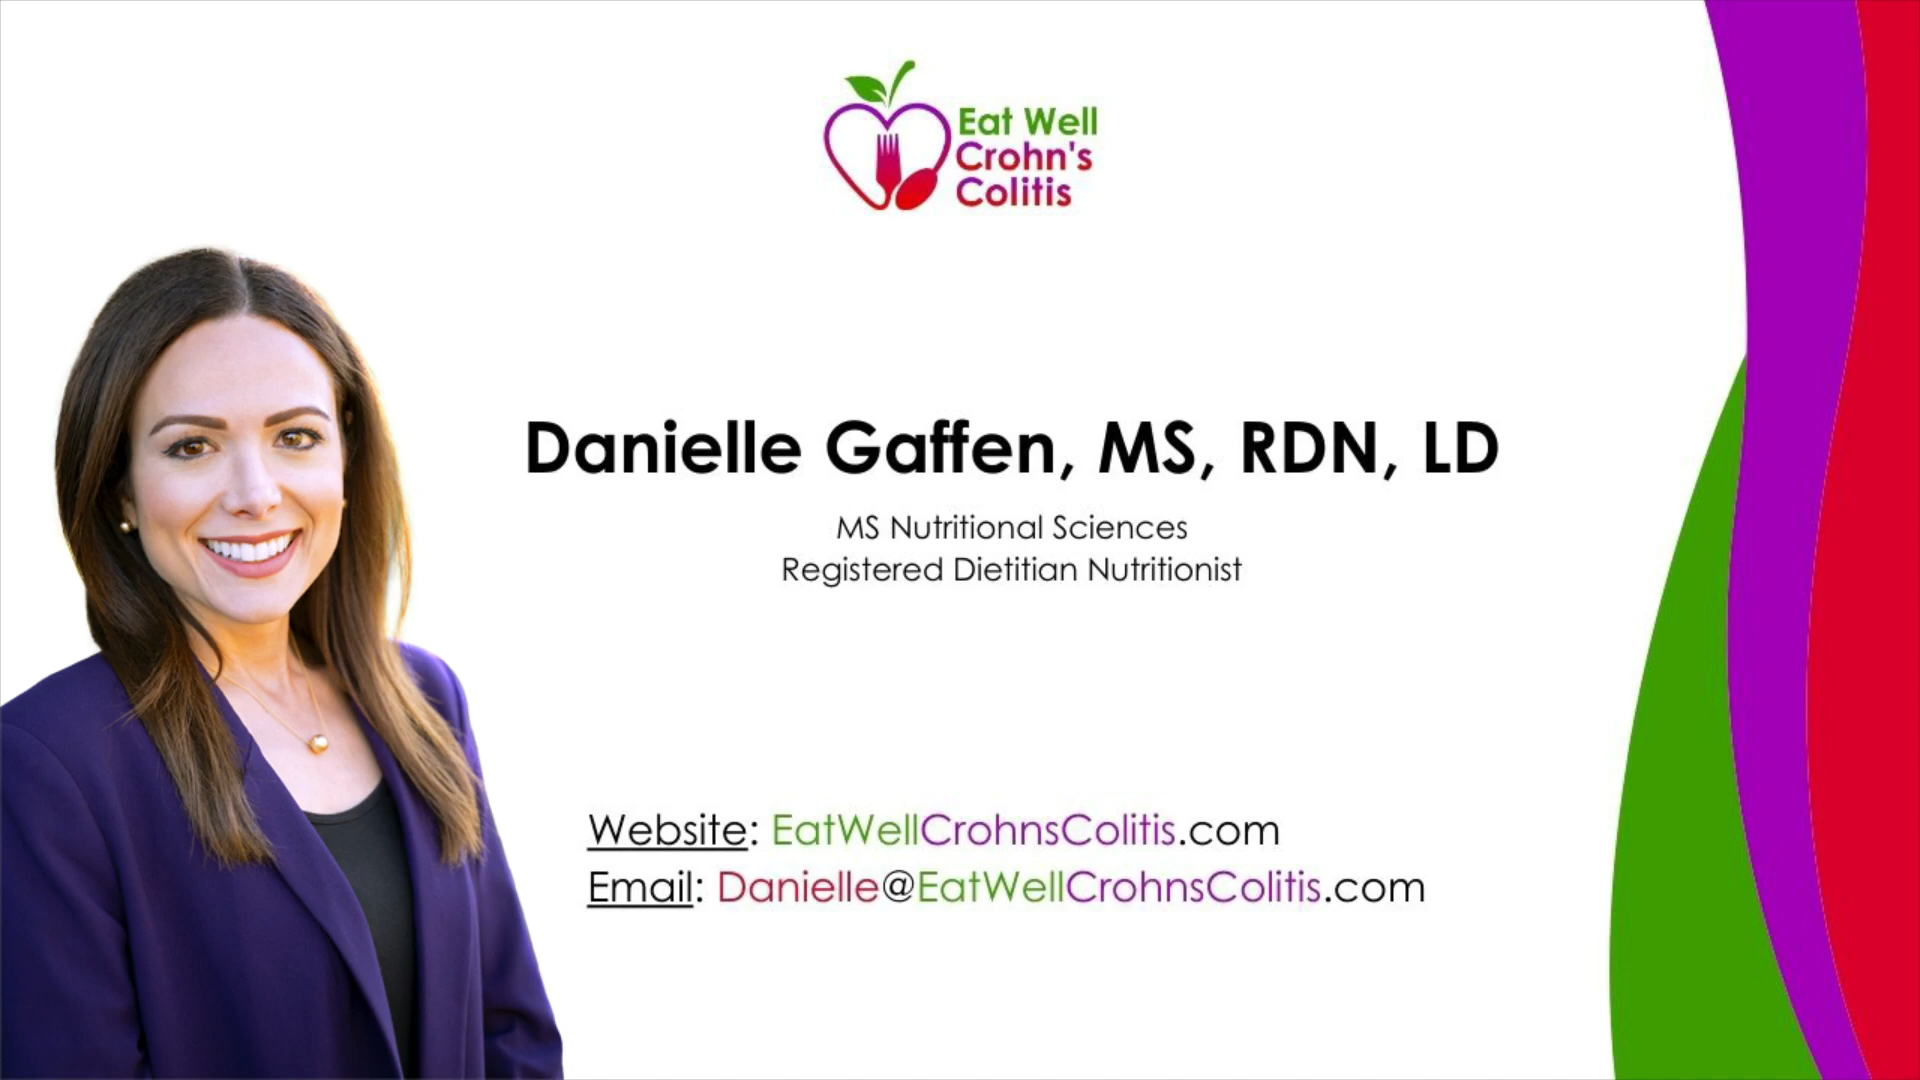 Eat Well
Crohn's
Colitis
Danielle Gaffen, MS, RDN, LD
MS Nutritional Sciences
Registered Dietitian Nutritionist
Website: EatWellCrohnsColitis.com
Email: Danielle@EatWellCrohnsColitis.com